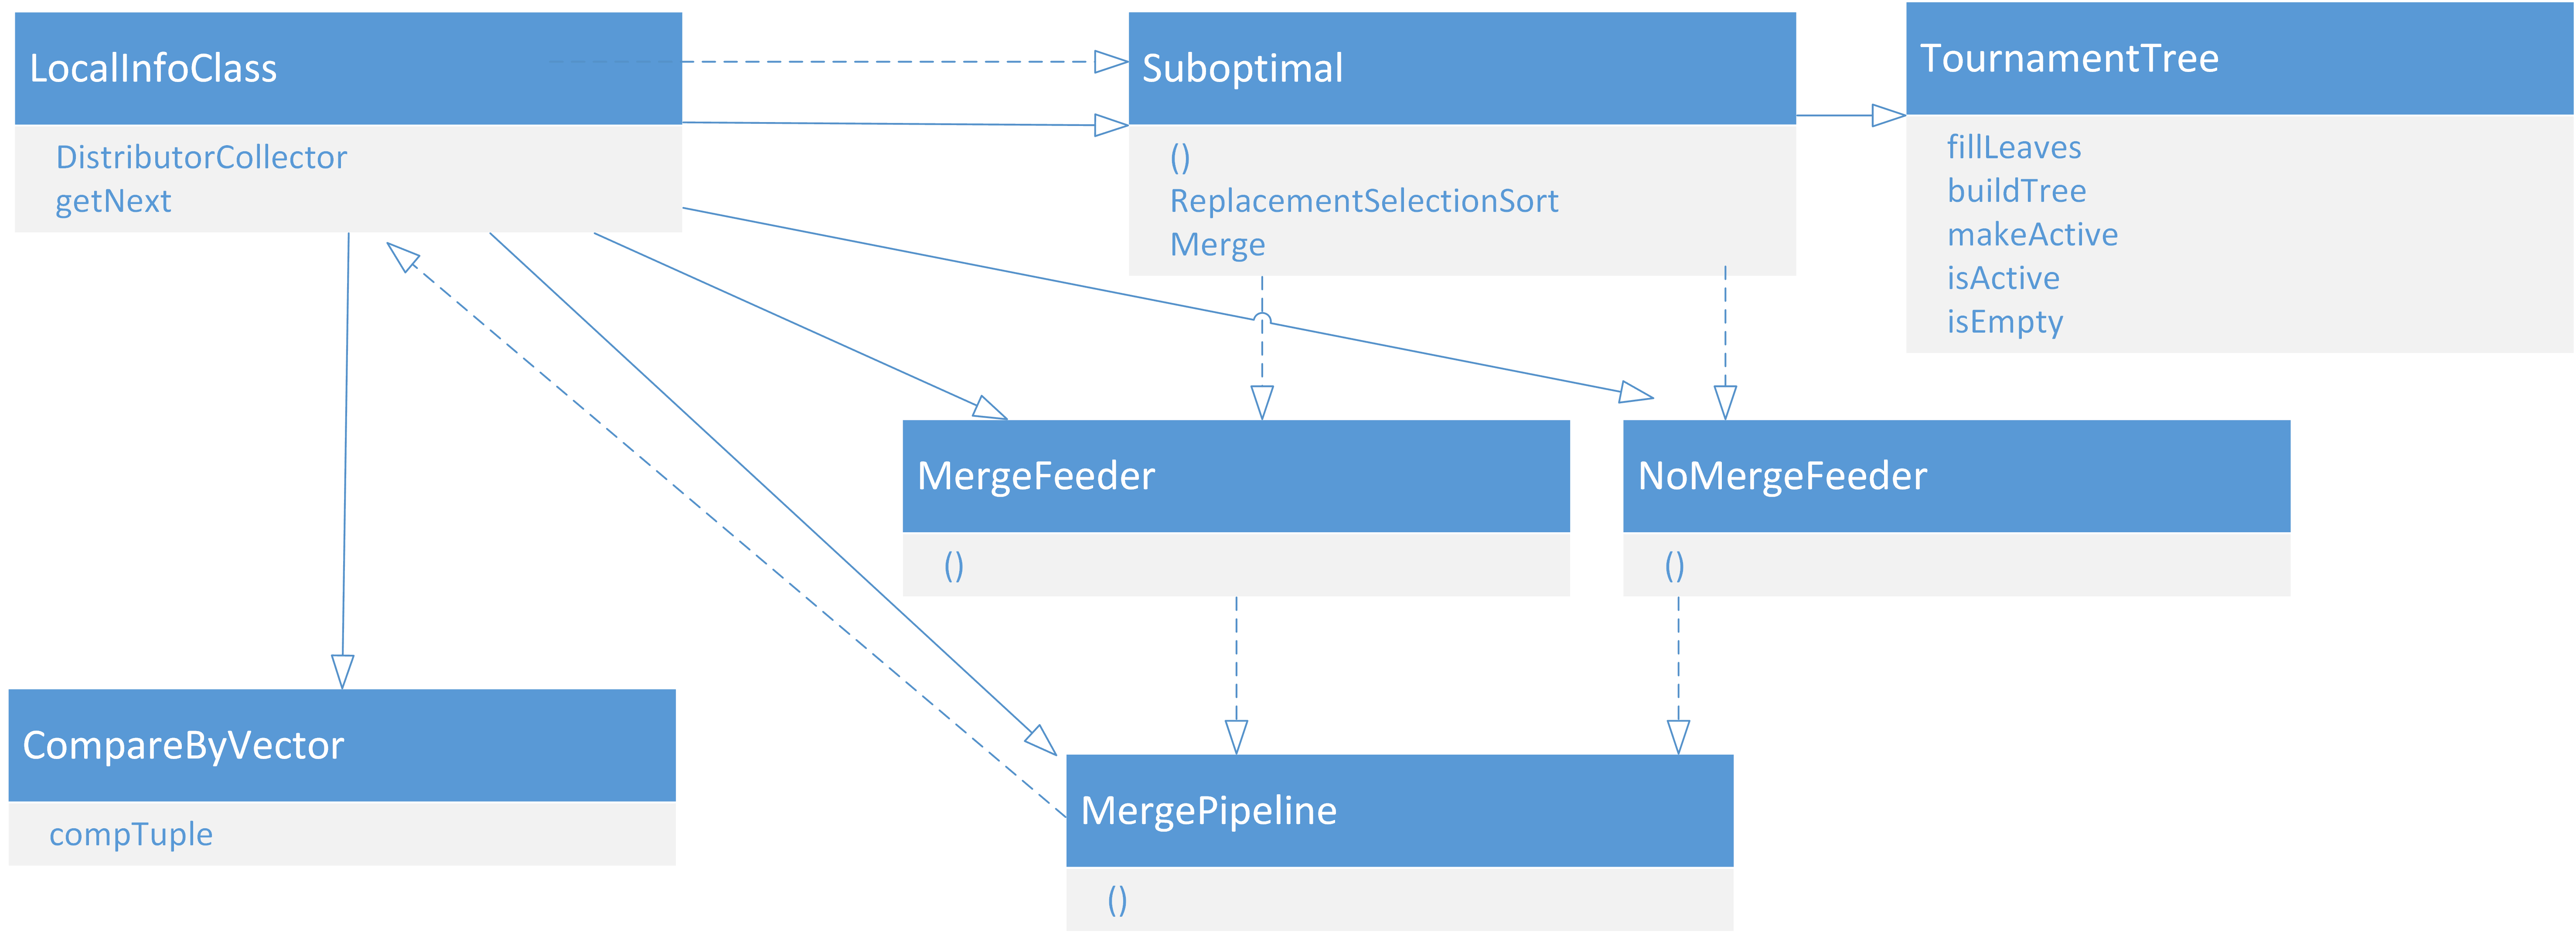 LocalInfoClass
DistributorCollector
getNext
Suboptimal
()
ReplacementSelectionSort
Merge
TournamentTree
fillLeaves
buildTree
makeActive
isActive
isEmpty
MergeFeeder
()
NoMergeFeeder
()
CompareByVector
compTuple
MergePipeline
()